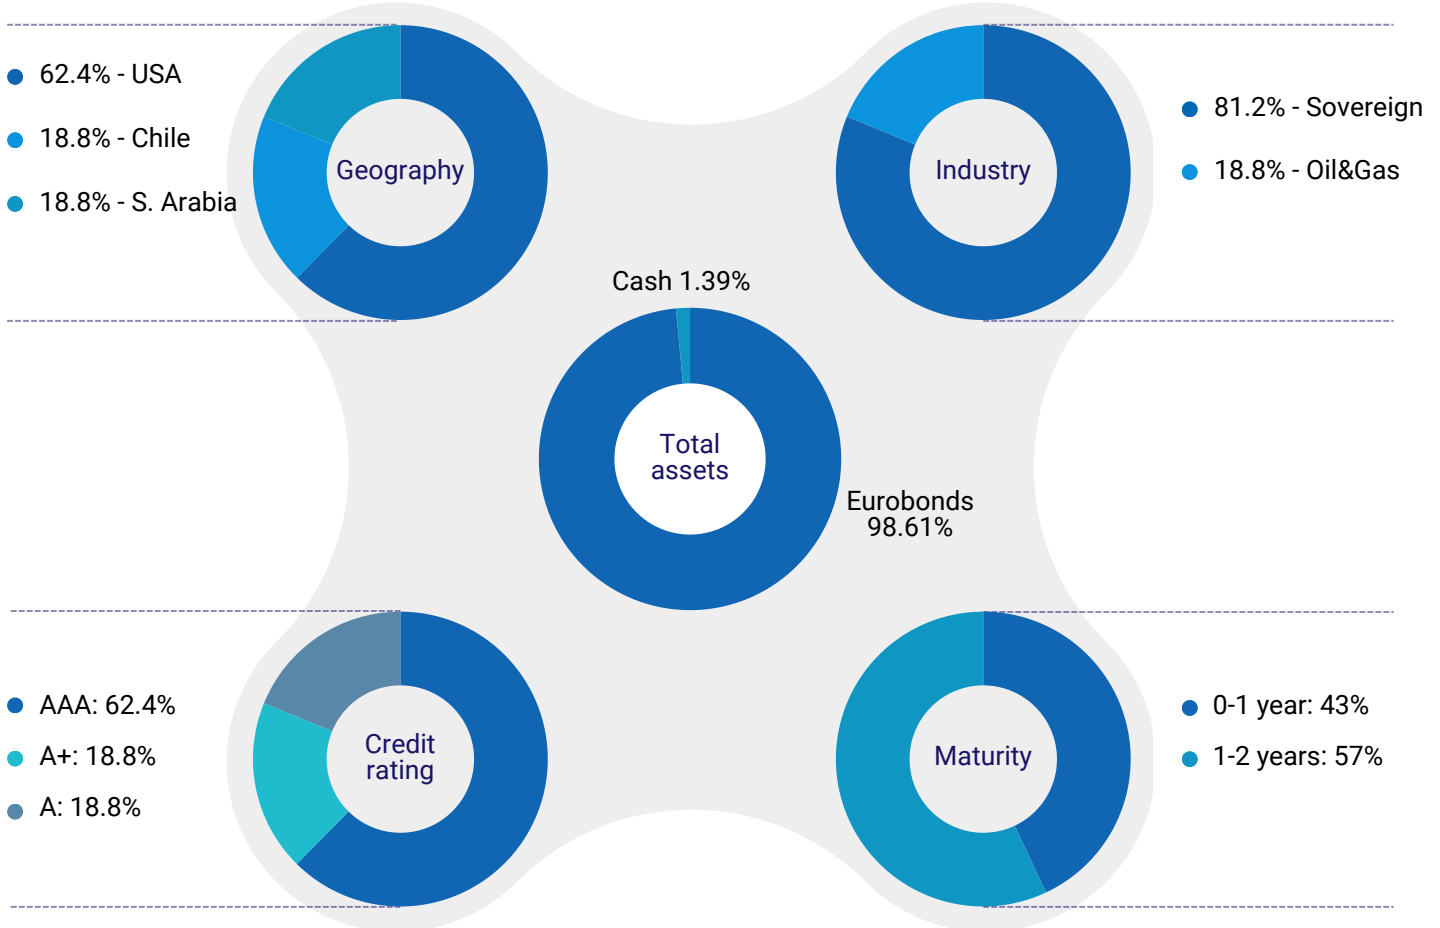 62.4% - USA
18.8% - Chile
18.8% - S. Arabia
Geography
Industry
81.2% - Sovereign
18.8% - Oil&Gas
Cash 1.39%
Total
assets
Eurobonds
98.61%
AAA: 62.4%
A+: 18.8%
A: 18.8%
Credit
rating
Maturity
0-1 year: 43%
1-2 years: 57%